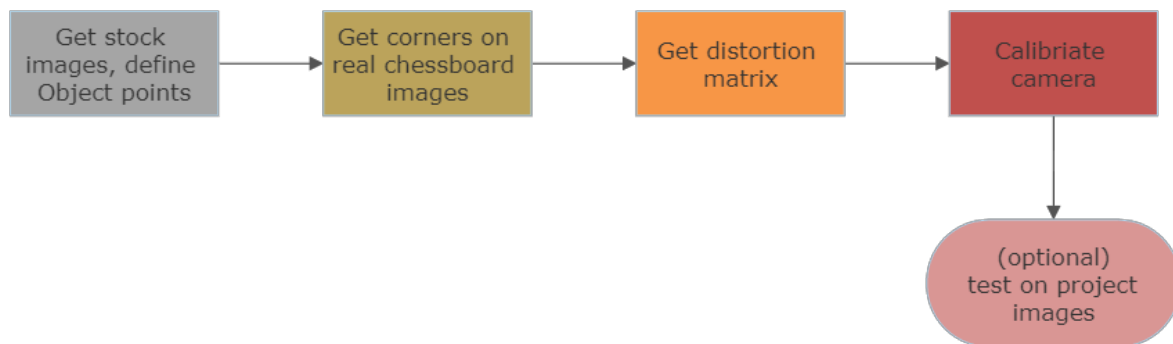 Get stock
images, define
Object points
Get corners on
real chessboard
images
Get distortion
matrix
Calibriate
camera
(optional)
test on project
images